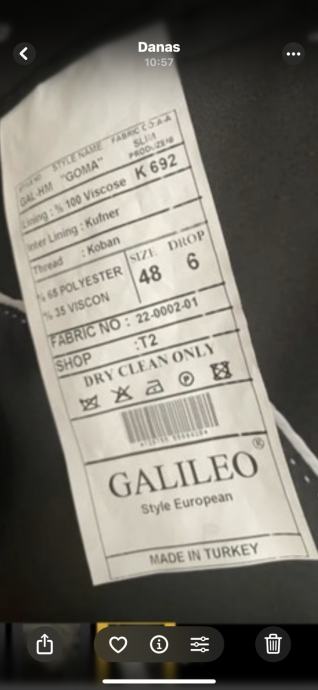 Danas
10:57
STYLE NAME FABRIC
GAL-HM "GOMA" SLIM
K 692
Lining : % 100 Viscose
Inter Lining : Kufner
Thread : Koban
% 65 POLYESTER
% 35 VISCON
SIZE DROP
48 6
FABRIC NO : 22-0002-01
SHOP :T2
DRY CLEAN ONLY
GALILEO®
Style European
MADE IN TURKEY